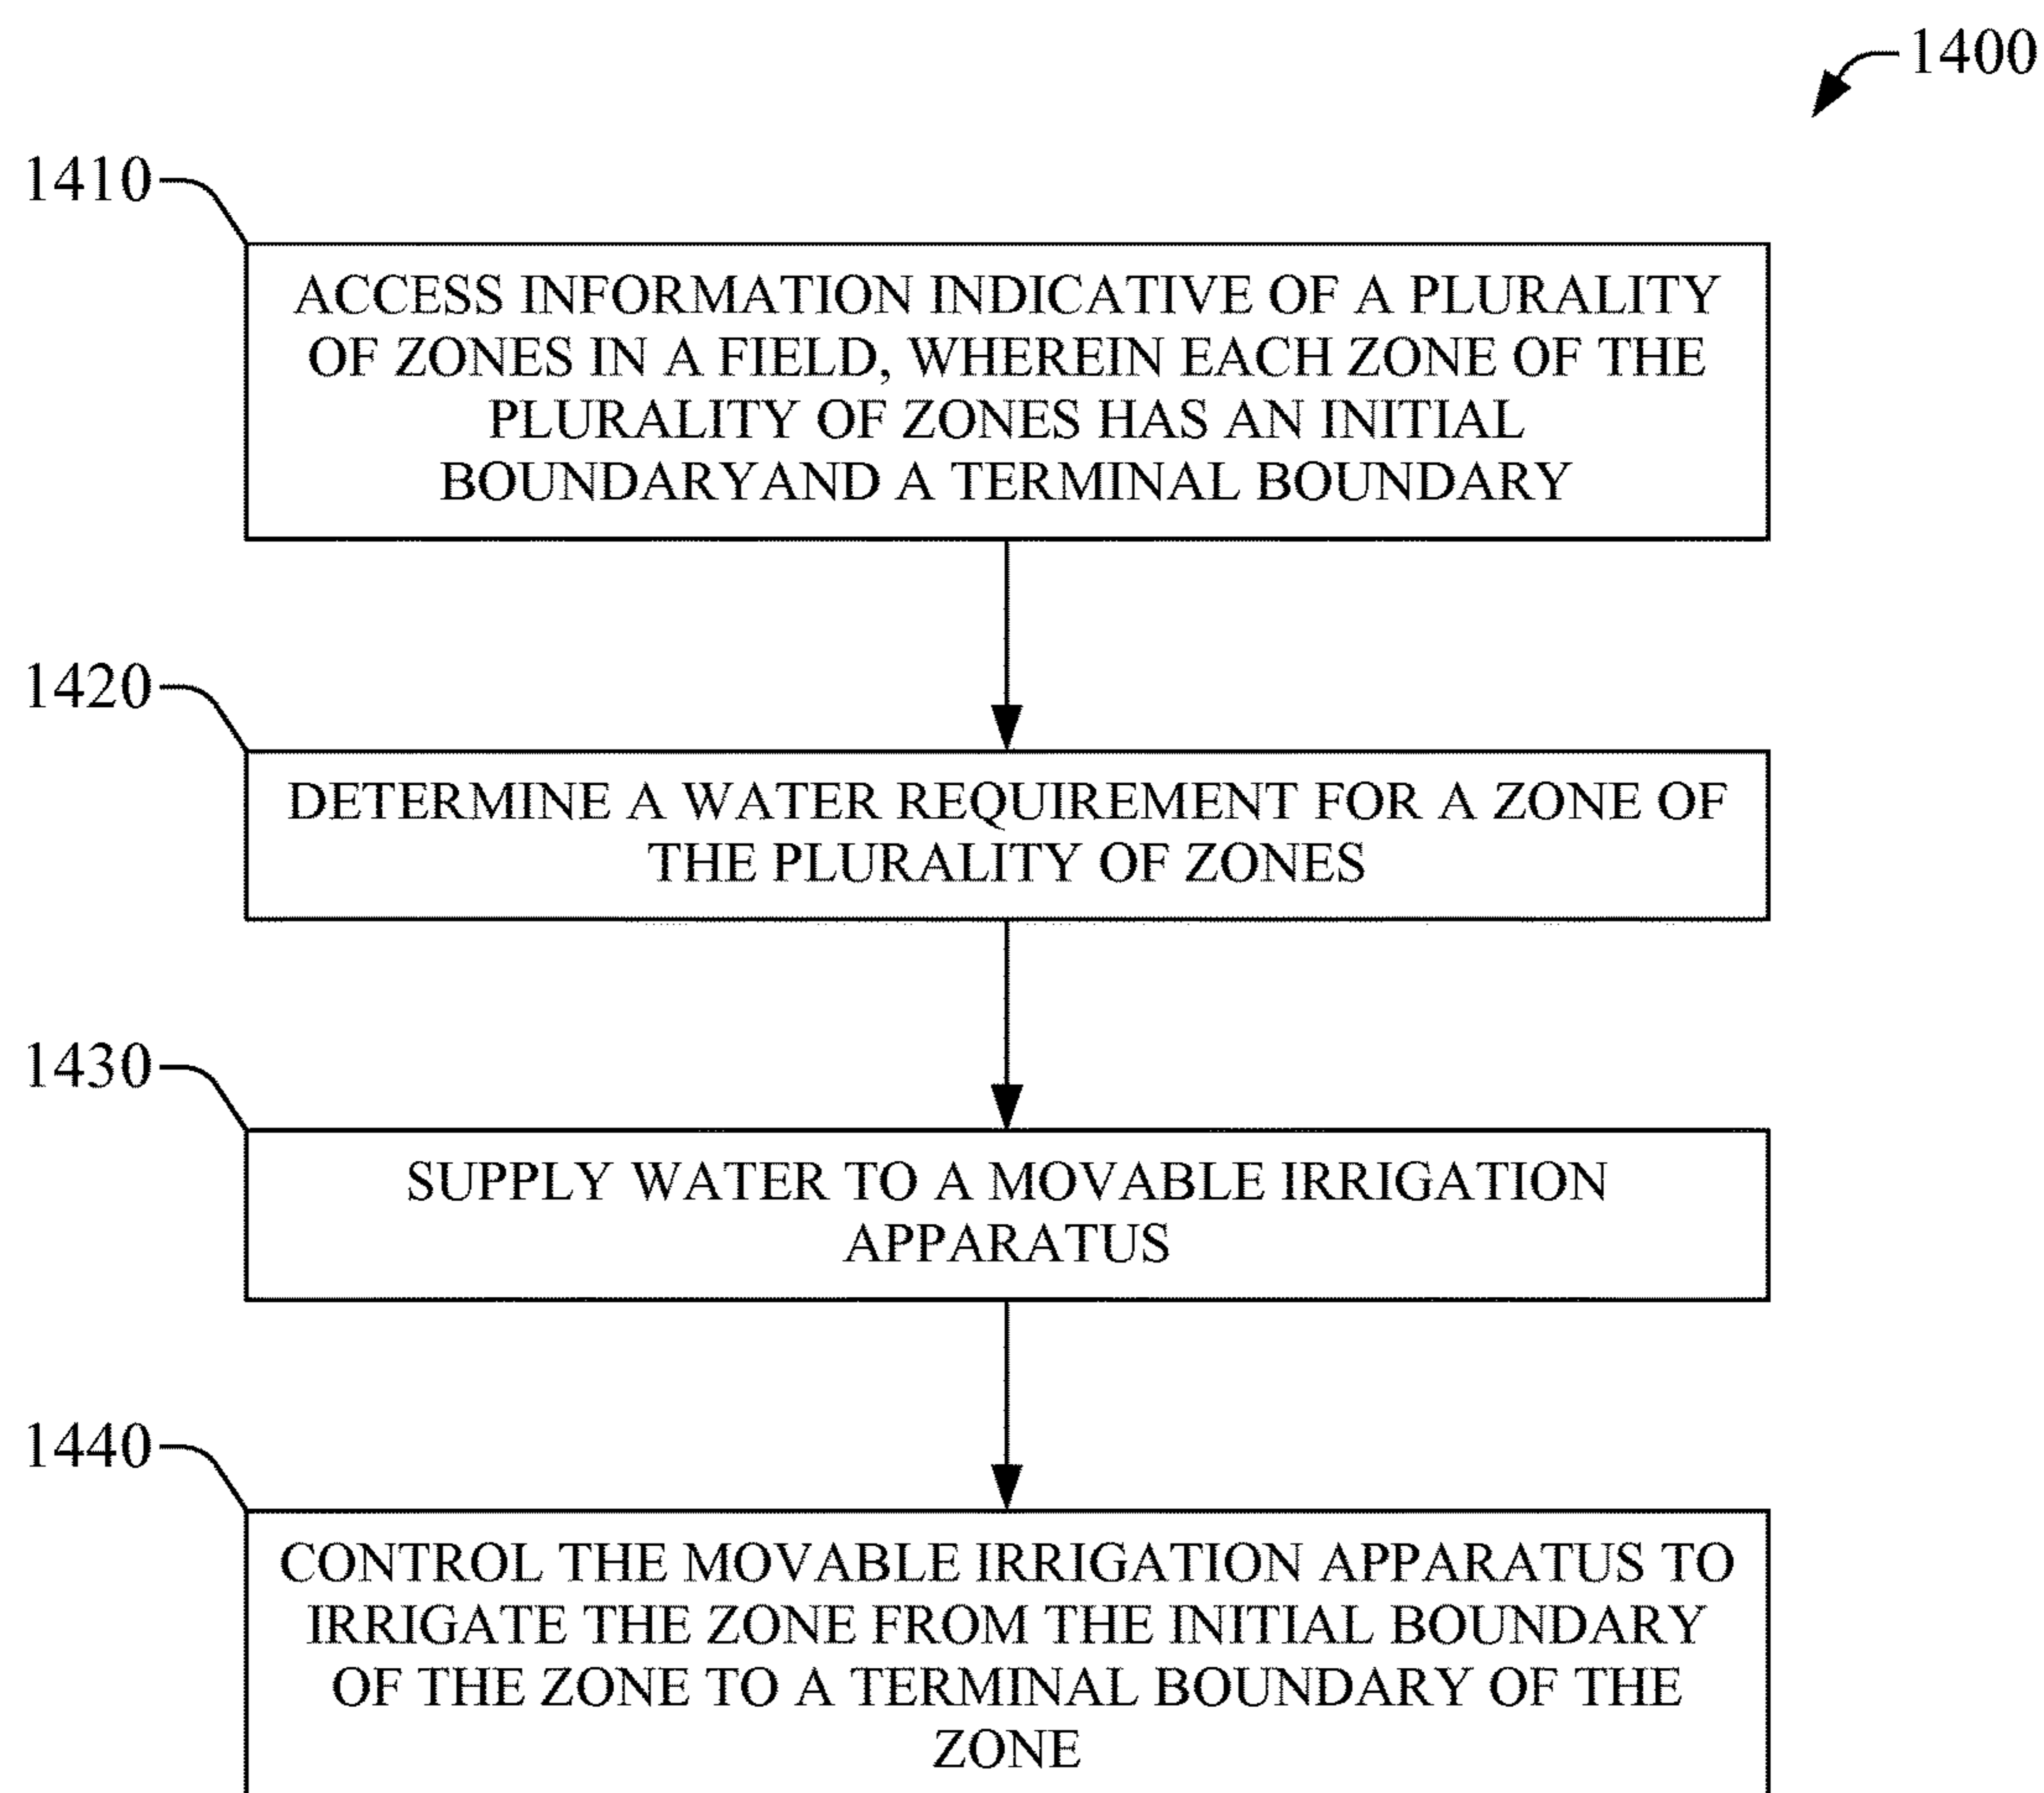 1400
1410
ACCESS INFORMATION INDICATIVE OF A PLURALITY
OF ZONES IN A FIELD, WHEREIN EACH ZONE OF THE
PLURALITY OF ZONES HAS AN INITIAL
BOUNDARYAND A TERMINAL BOUNDARY
1420
DETERMINE A WATER REQUIREMENT FOR A ZONE OF
THE PLURALITY OF ZONES
1430
SUPPLY WATER TO A MOVABLE IRRIGATION
APPARATUS
1440
CONTROL THE MOVABLE IRRIGATION APPARATUS TO
IRRIGATE THE ZONE FROM THE INITIAL BOUNDARY
OF THE ZONE TO A TERMINAL BOUNDARY OF THE
ZONE